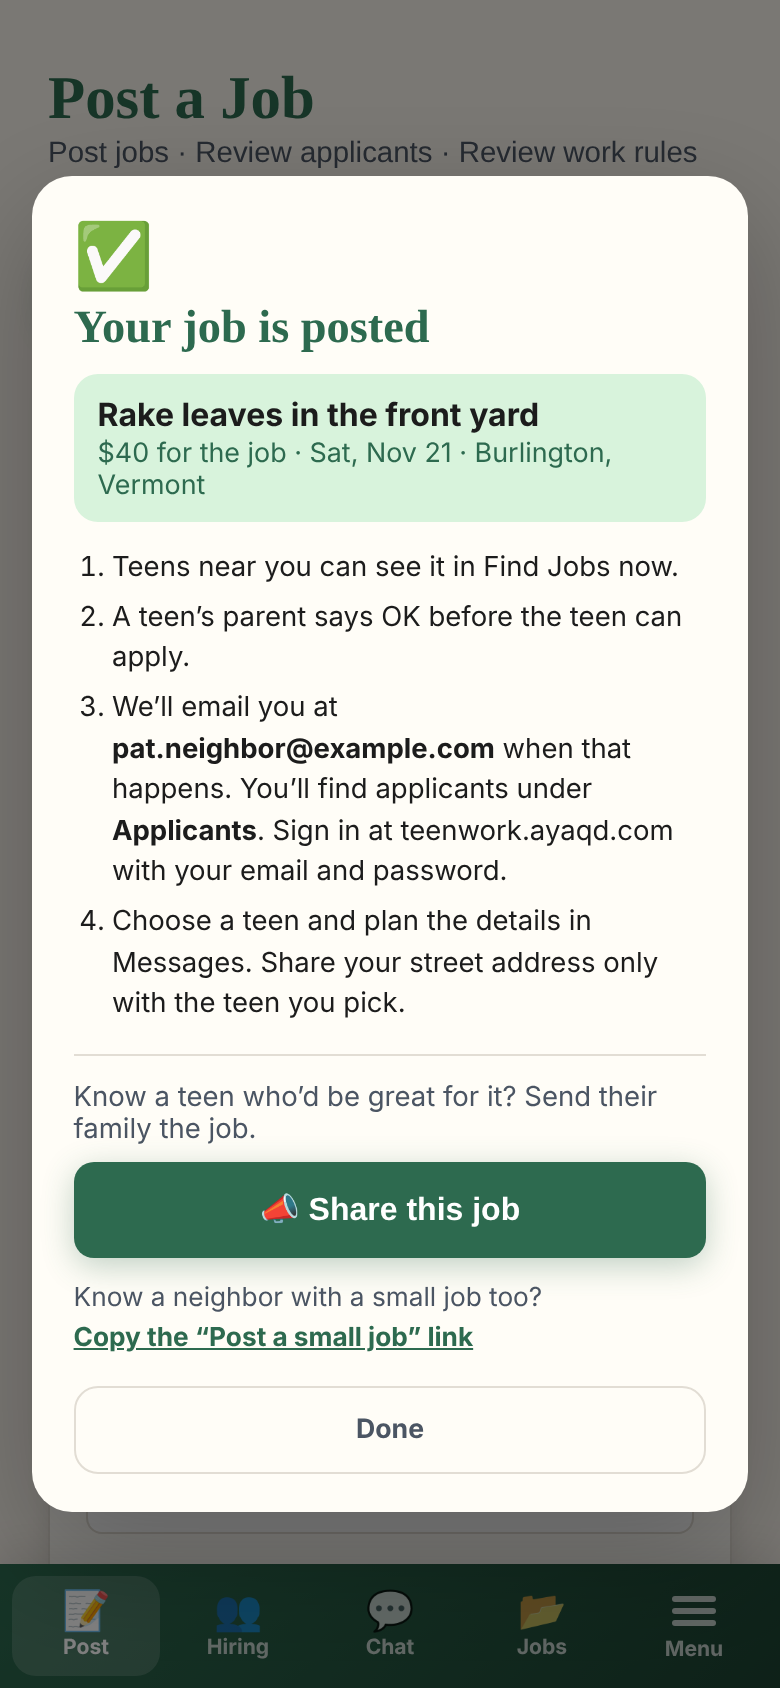 Post a Job
Post jobs · Review applicants · Review work rules
Your job is posted
Rake leaves in the front yard
$40 for the job · Sat, Nov 21 · Burlington,
Vermont
1. Teens near you can see it in Find Jobs now.
2. A teen’s parent says OK before the teen can
apply.
3. We’ll email you at
pat.neighbor@example.com when that
happens. You’ll find applicants under
Applicants. Sign in at teenwork.ayaqd.com
with your email and password.
4. Choose a teen and plan the details in
Messages. Share your street address only
with the teen you pick.
Know a teen who’d be great for it? Send their
family the job.
Share this job
Know a neighbor with a small job too?
Copy the “Post a small job” link
Done
Post
Hiring
Chat
Jobs
Menu